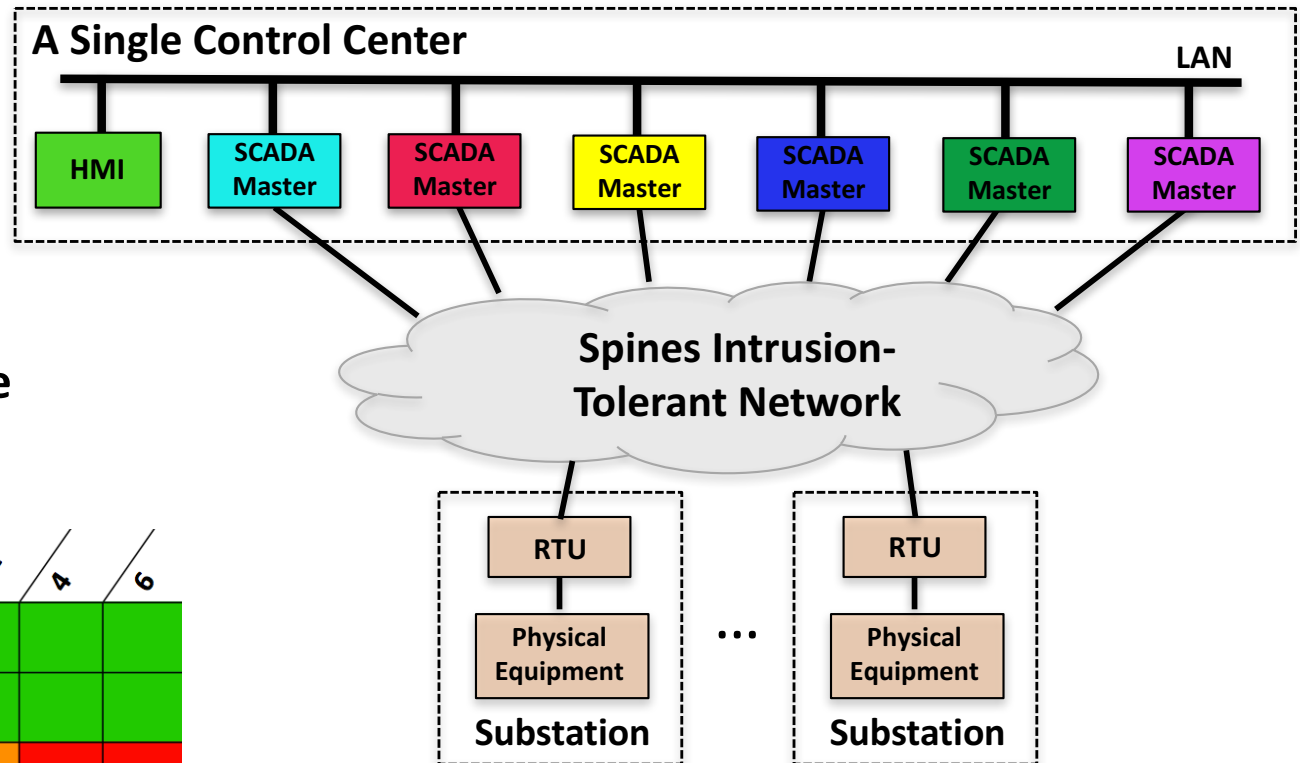 A Single Control Center
LAN
HMI
SCADA
Master
SCADA
Master
SCADA
Master
SCADA
Master
SCADA
Master
SCADA
Master
Spines Intrusion-
Tolerant Network
e
4
6
RTU
RTU
Physical
Equipment
...
Physical
Equipment
Substation
Substation